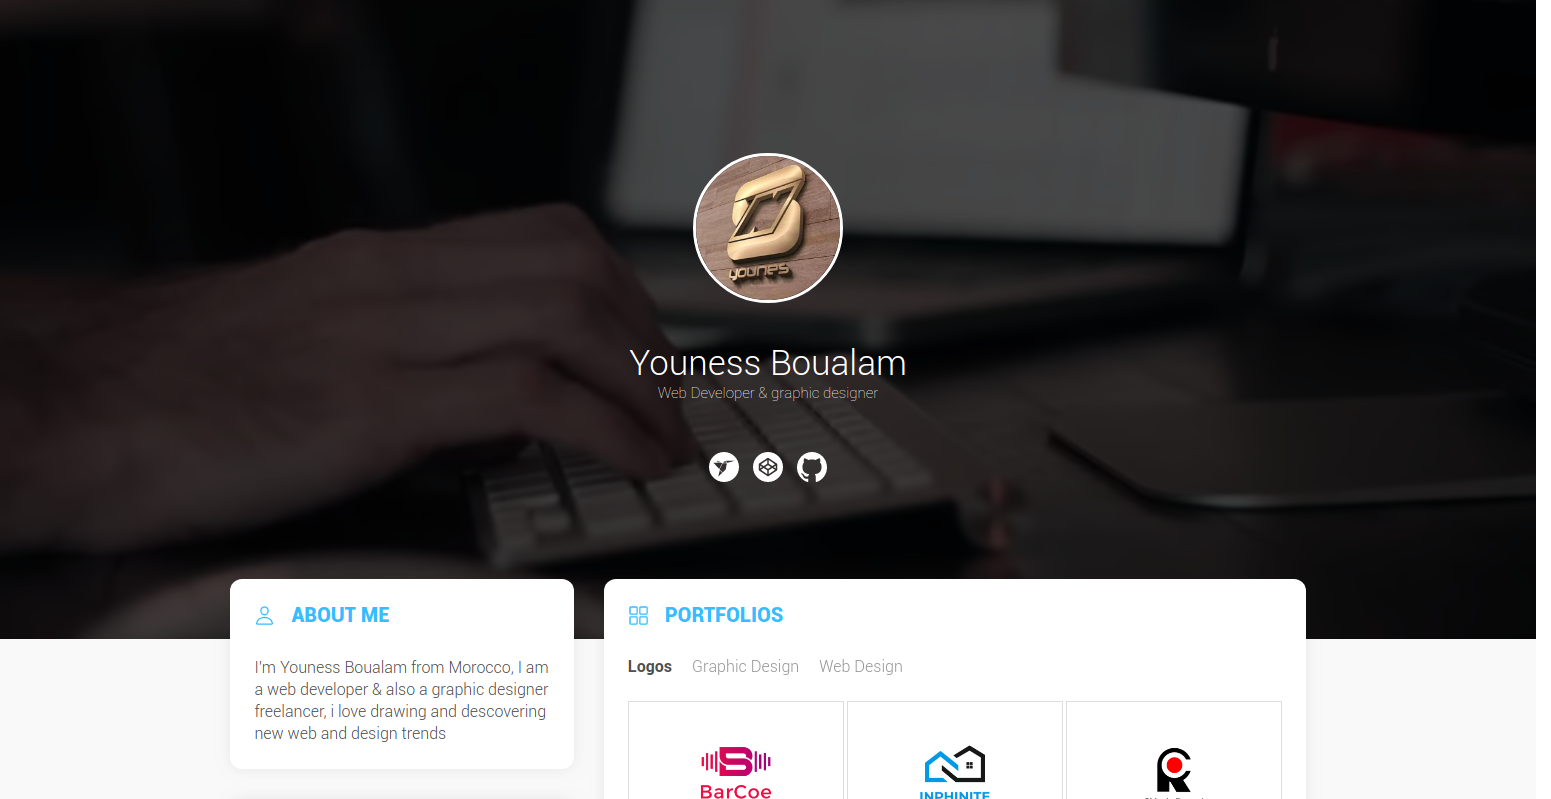 younes
Youness Boualam
Web Developer & graphic designer
ABOUT ME
I'm Youness Boualam from Morocco, I am
a web developer & also a graphic designer
freelancer, i love drawing and descovering
new web and design trends
PORTFOLIOS
Logos Graphic Design Web Design
BarCoe
INPHINITE